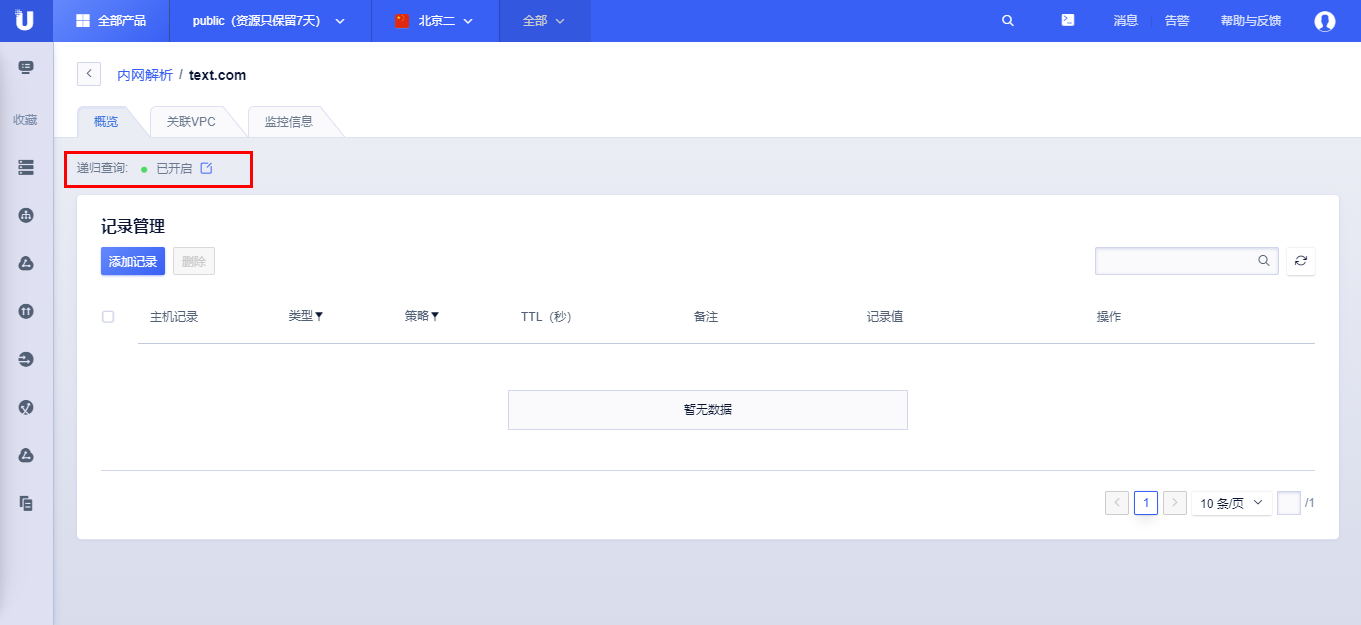 全部产品 public（资源只保留7天） 北京二 全部 消息 告警 帮助与反馈
内网解析 / text.com
收藏 概览 关联VPC 监控信息
递归查询: 已开启
记录管理
添加记录 删除
主机记录 类型 策略 TTL（秒） 备注 记录值 操作
暂无数据
1 10 条/页 /1